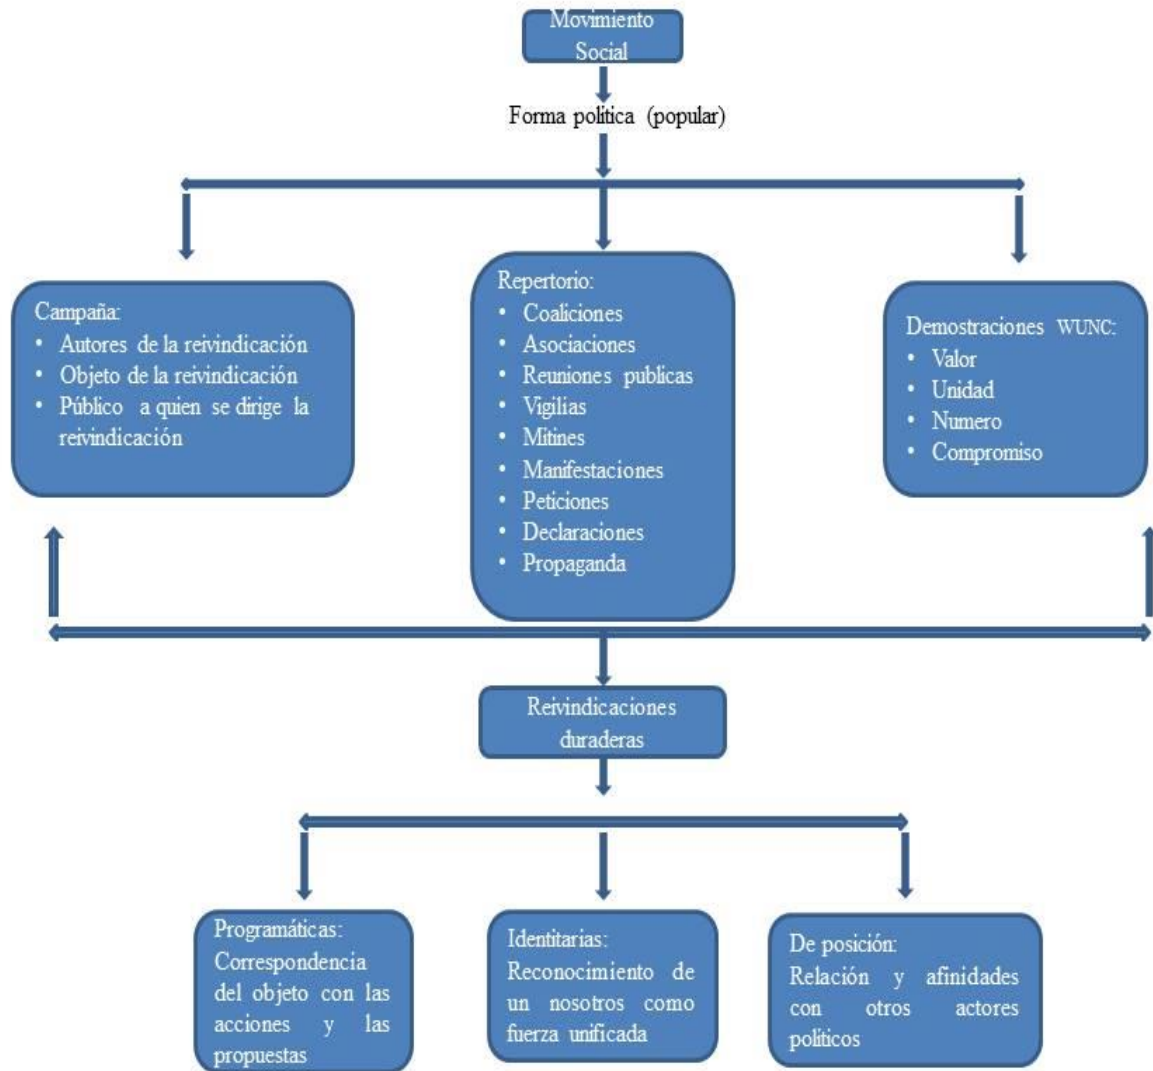 Movimiento
Social
Forma política (popular)
Campaña:
• Autores de la reivindicación
• Objeto de la reivindicación
• Público a quien se dirige la
reivindicación
Repertorio:
• Coaliciones
• Asociaciones
• Reuniones publicas
• Vigilias
• Mitines
• Manifestaciones
• Peticiones
• Declaraciones
• Propaganda
Demostraciones WUNC:
• Valor
• Unidad
• Numero
• Compromiso
Reivindicaciones
duraderas
Programáticas:
Correspondencia
del objeto con las
acciones y las
propuestas
Identitarias:
Reconocimiento de
un nosotros como
fuerza unificada
De posición:
Relación y afinidades
con otros actores
políticos